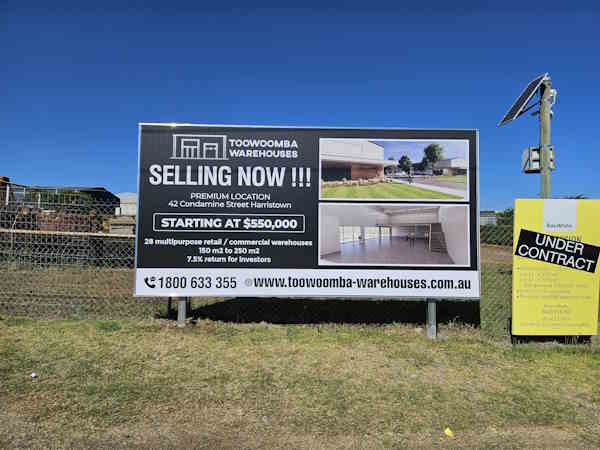 TOOWOOMBA
WAREHOUSES
SELLING NOW !!!
PREMIUM LOCATION
42 Condamine Street Harristown
STARTING AT $550,000
28 multipurpose retail / commercial warehouses
150 m2 to 250 m2
7.5% return for investors
1800 633 355
www.toowoomba-warehouses.com.au
RayWhite
UNDER
CONTRACT